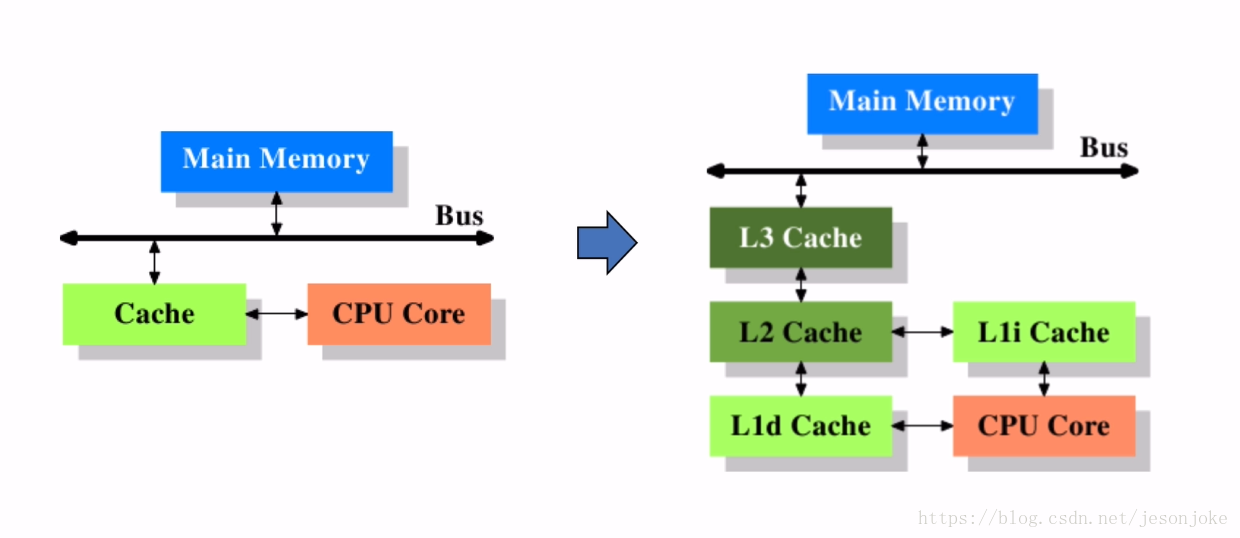 Main Memory
Bus
Cache
CPU Core
Main Memory
Bus
L3 Cache
L2 Cache
L1i Cache
L1d Cache
CPU Core
https://blog.csdn.net/jesonjoke